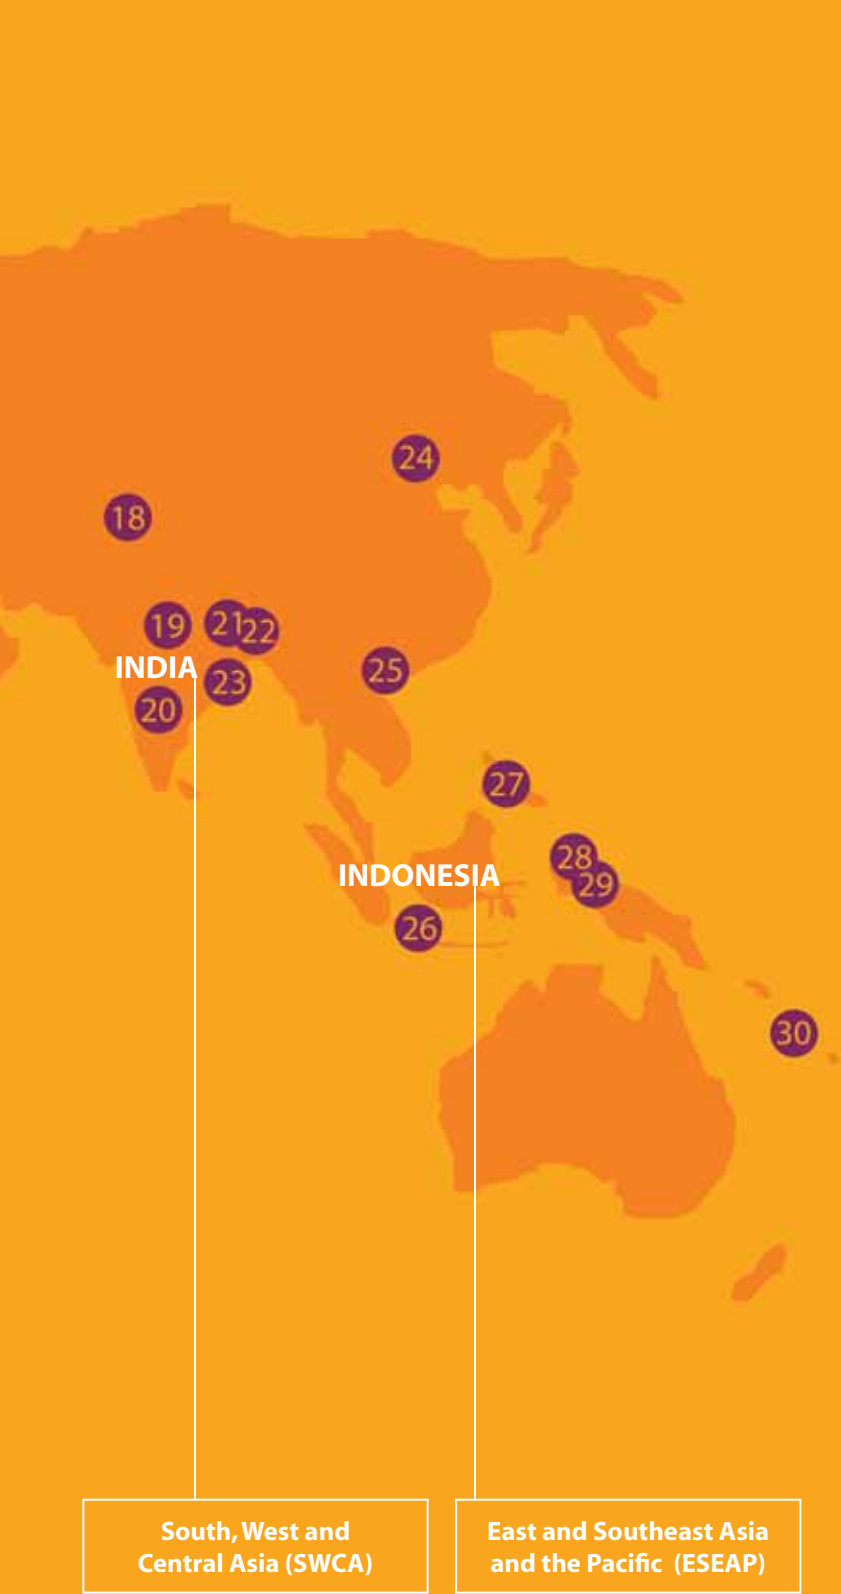 24
18
19
21
22
INDIA
23
25
20
27
28
INDONESIA
29
26
30
South, West and
Central Asia (SWCA)
East and Southeast Asia
and the Pacific (ESEAP)